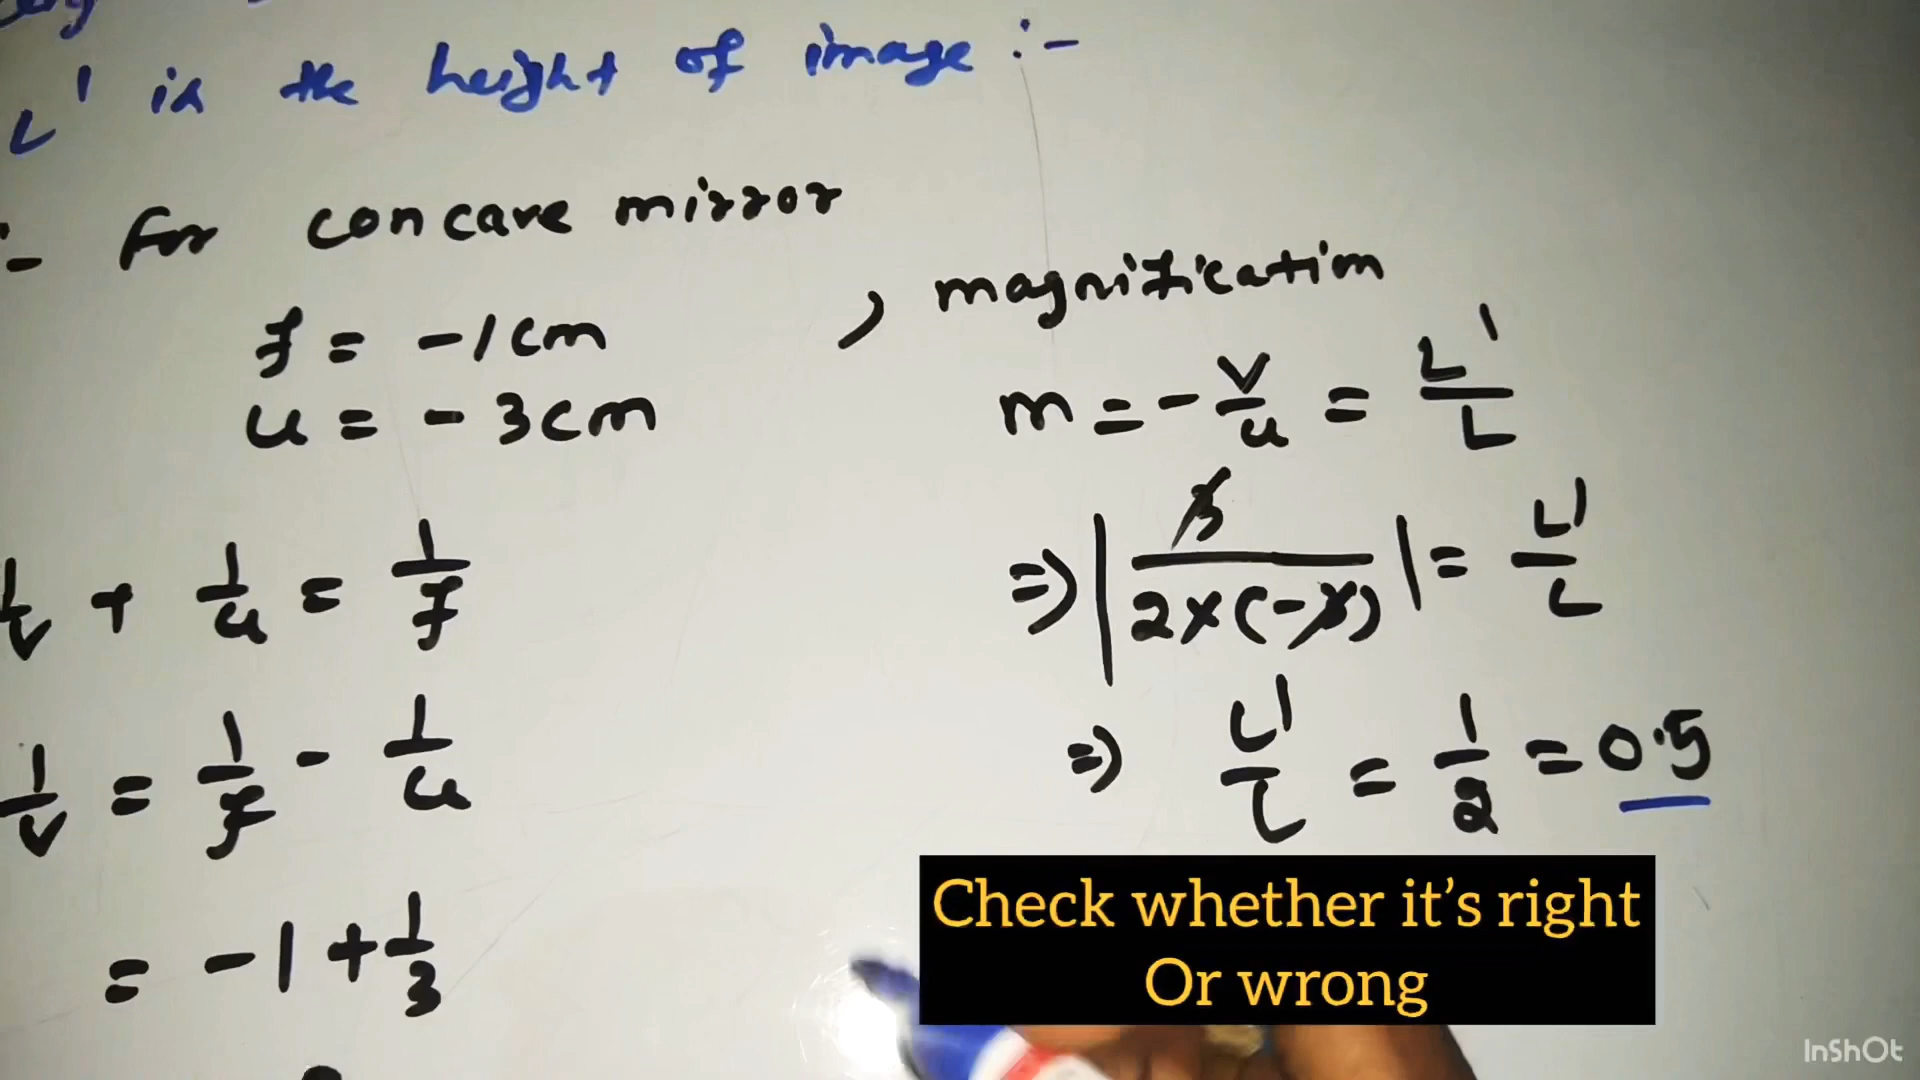 L' is the height of image :-
:- For concave mirror
f = -1cm
u = - 3cm
1/v + 1/u = 1/f
1/v = 1/f - 1/u
= -1 + 1/3
, magnification
m = - v/u = L'/L
⇒ | 3/2×(-3) | = L'/L
⇒ L'/L = 1/2 = 0.5
Check whether it's right
Or wrong
InShOt